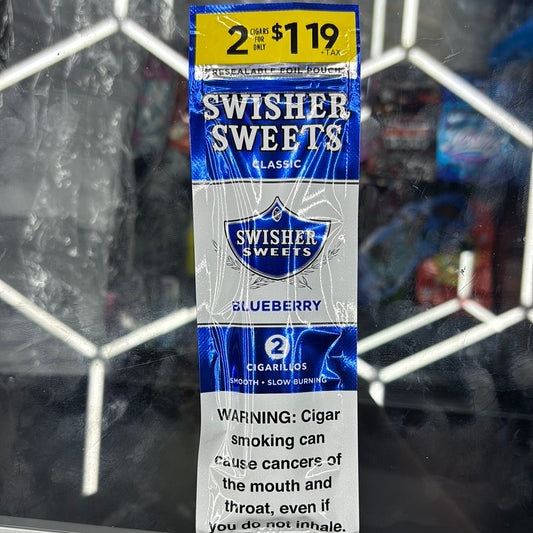 2 CIGARS FOR ONLY $1 19 +TAX
RESEALABLE FOIL POUCH
SWISHER
SWEETS
CLASSIC
SWISHER
SWEETS
BLUEBERRY
2
CIGARILLOS
SMOOTH • SLOW BURNING
WARNING: Cigar
smoking can
cause cancers of
the mouth and
throat, even if
you do not inhale.